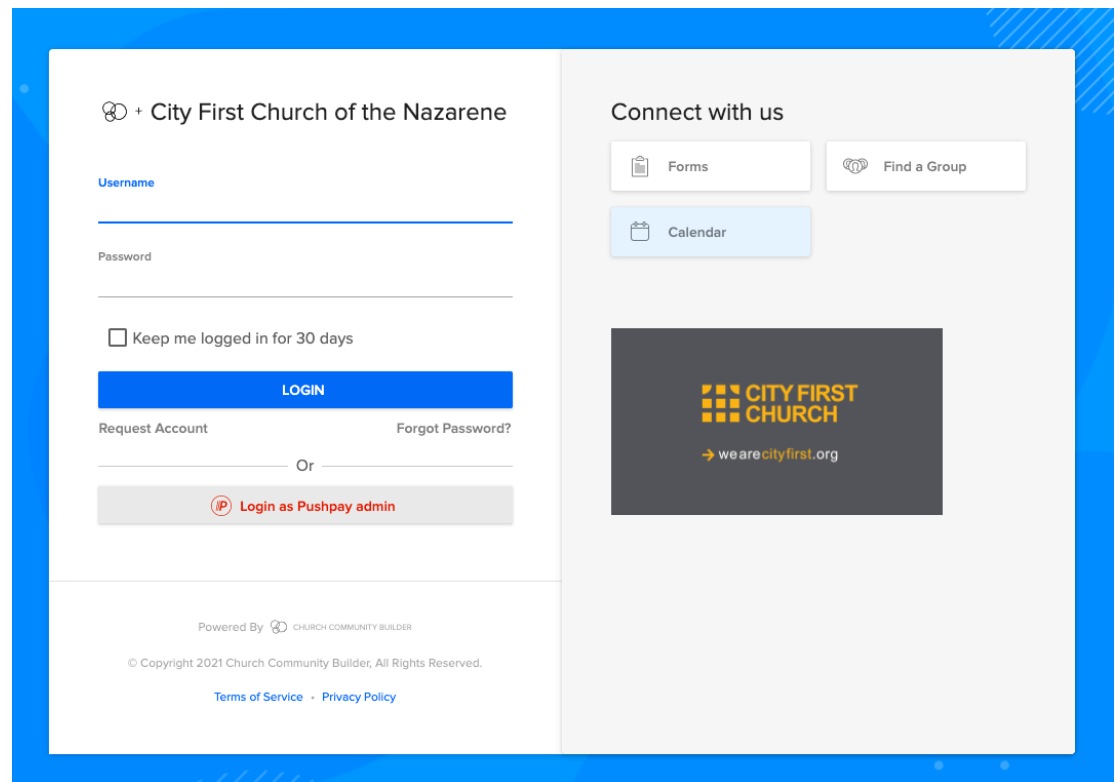 + City First Church of the Nazarene
Username
Password
Keep me logged in for 30 days
LOGIN
Request Account
Forgot Password?
Or
Login as Pushpay admin
Powered By CHURCH COMMUNITY BUILDER
© Copyright 2021 Church Community Builder, All Rights Reserved.
Terms of Service - Privacy Policy
Connect with us
Forms
Find a Group
Calendar
CITY FIRST
CHURCH
→ wearecityfirst.org